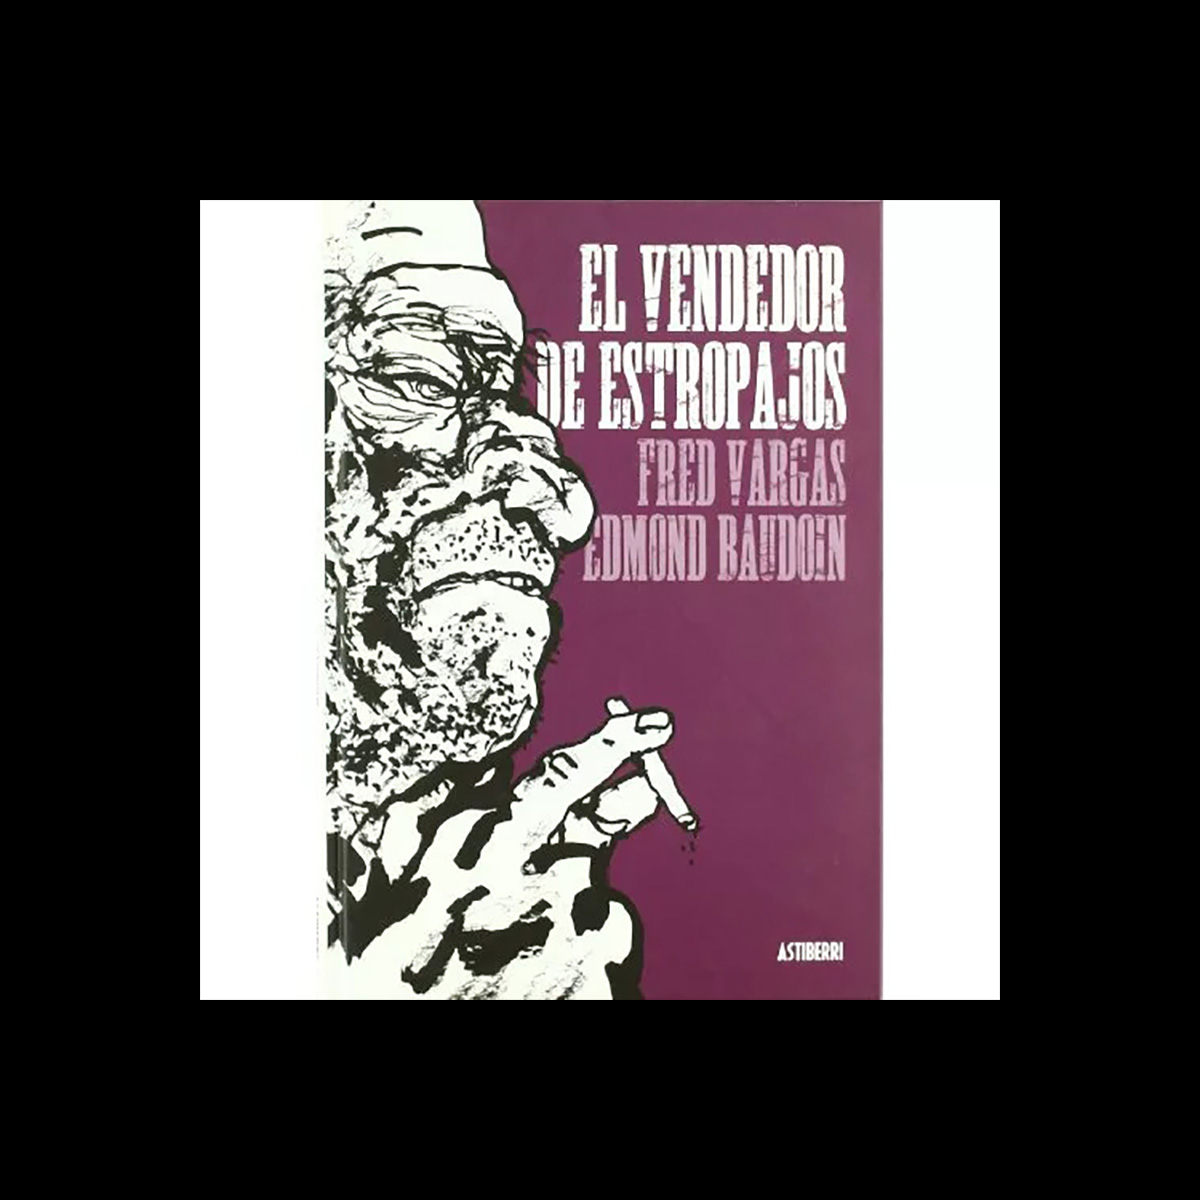 EL VENDEDOR
DE ESTROPAJOS
FRED VARGAS
EDMOND BAUDOIN
ASTIBERRI